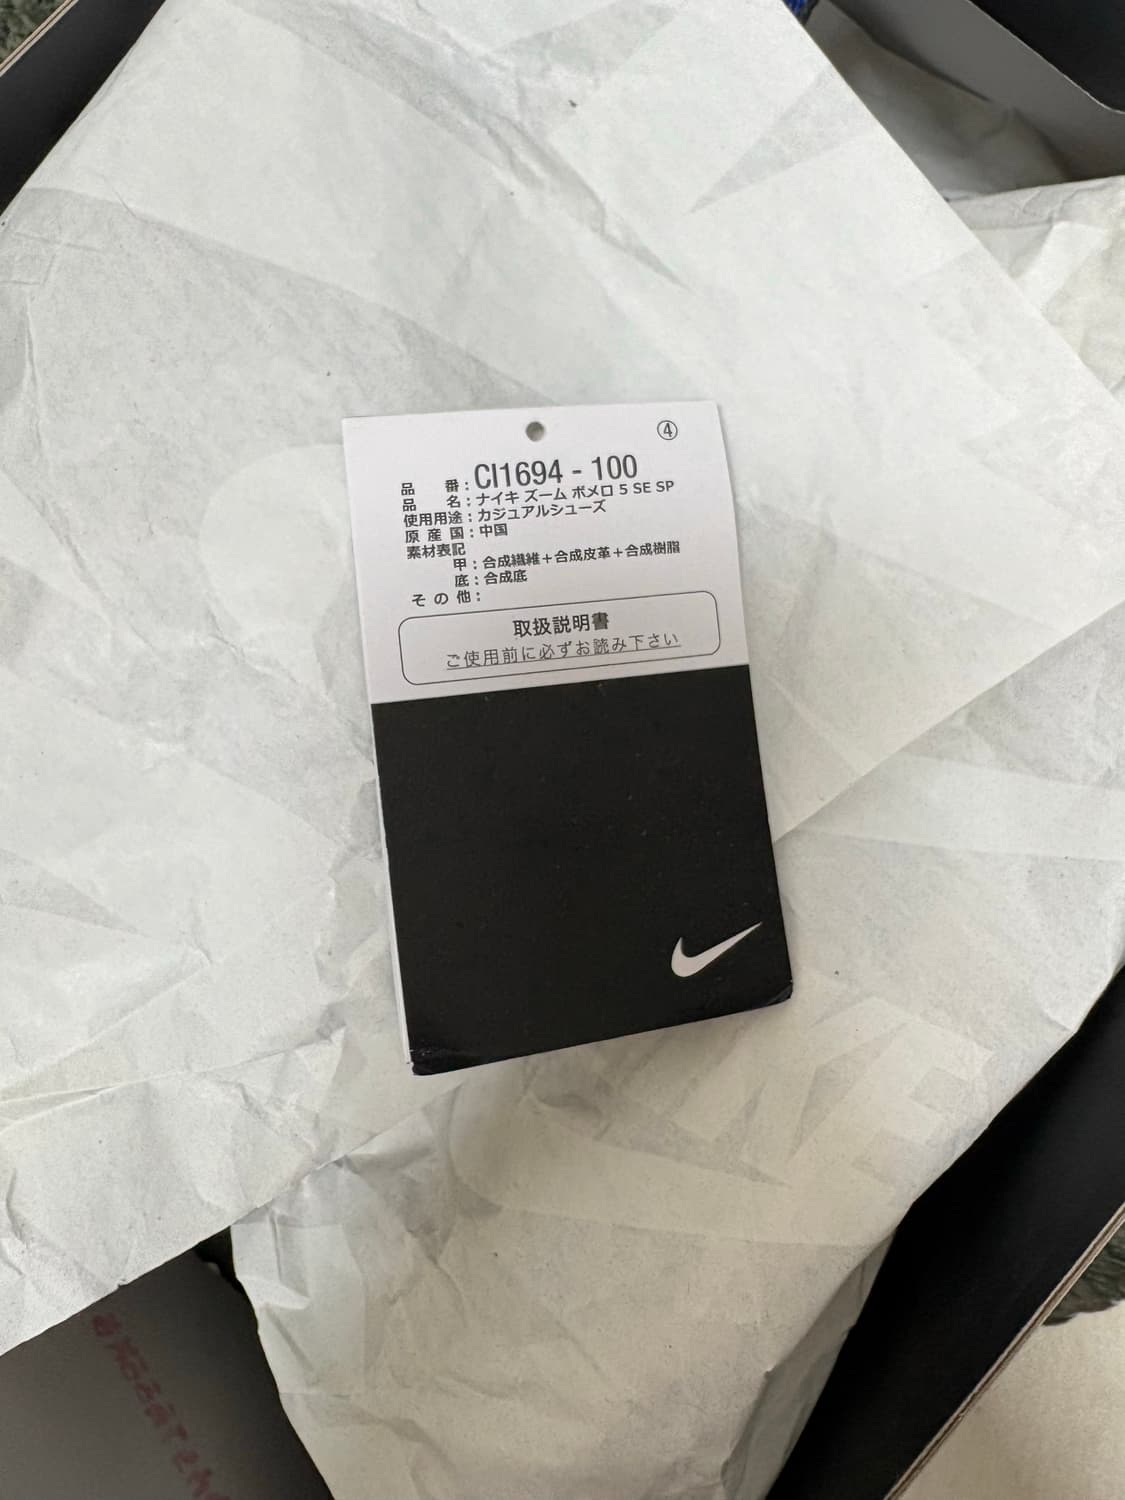 ④
品番：CI1694 - 100
品名：ナイキ ズーム ボメロ 5 SE SP
使用用途：カジュアルシューズ
原産国：中国
素材表記
甲：合成繊維＋合成皮革＋合成樹脂
底：合成底
その他：
取扱説明書
ご使用前に必ずお読み下さい